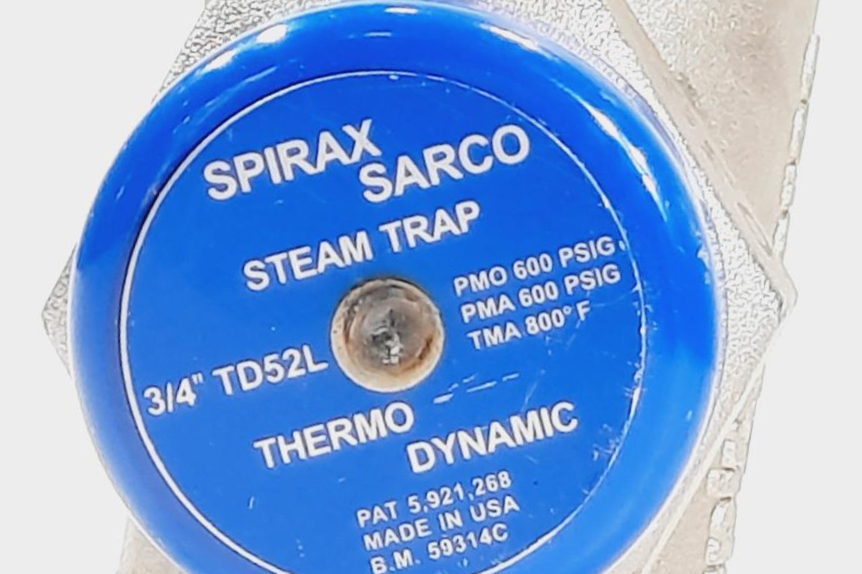 SPIRAX
SARCO
STEAM TRAP
PMO 600 PSIG
PMA 600 PSIG
TMA 800° F
3/4" TD52L
THERMO
DYNAMIC
PAT 5,921,268
MADE IN USA
B.M. 59314C